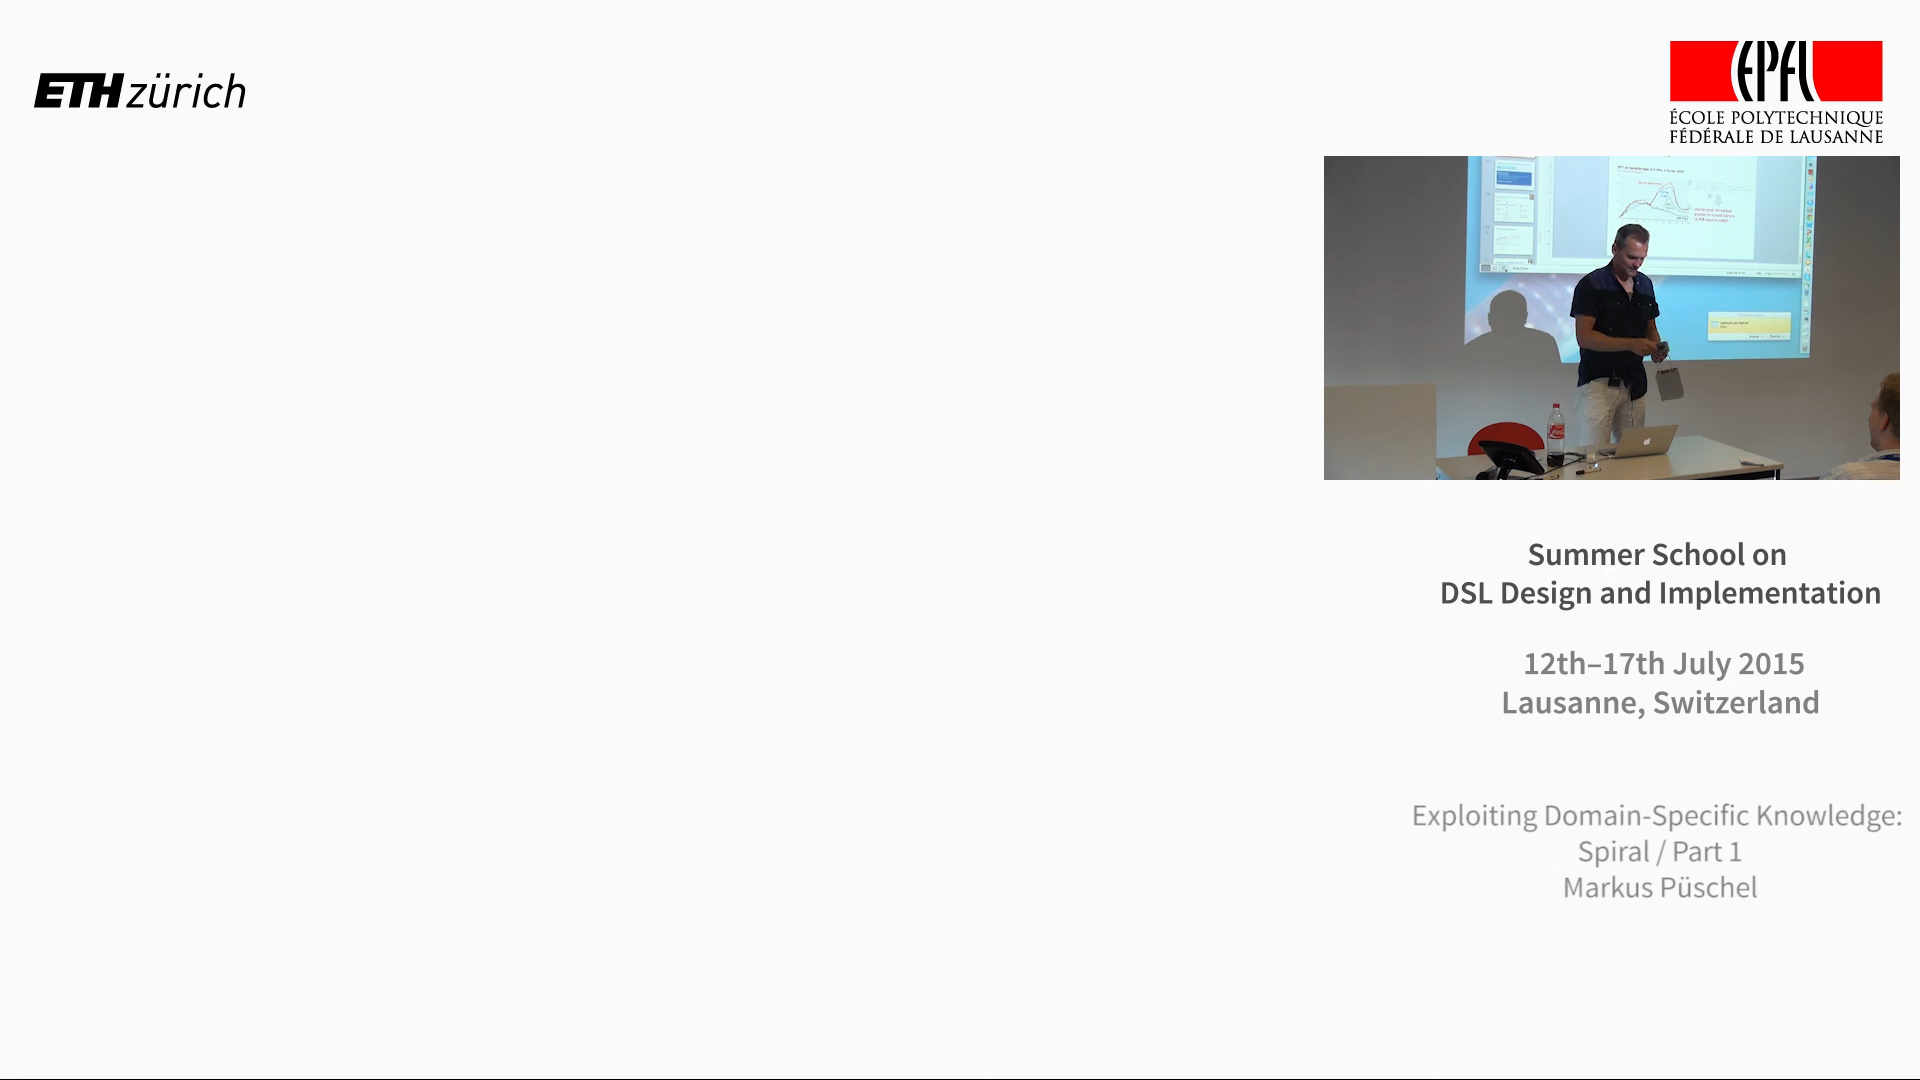 ETH zürich
EPFL
ÉCOLE POLYTECHNIQUE
FÉDÉRALE DE LAUSANNE
Summer School on
DSL Design and Implementation
12th–17th July 2015
Lausanne, Switzerland
Exploiting Domain-Specific Knowledge:
Spiral / Part 1
Markus Püschel